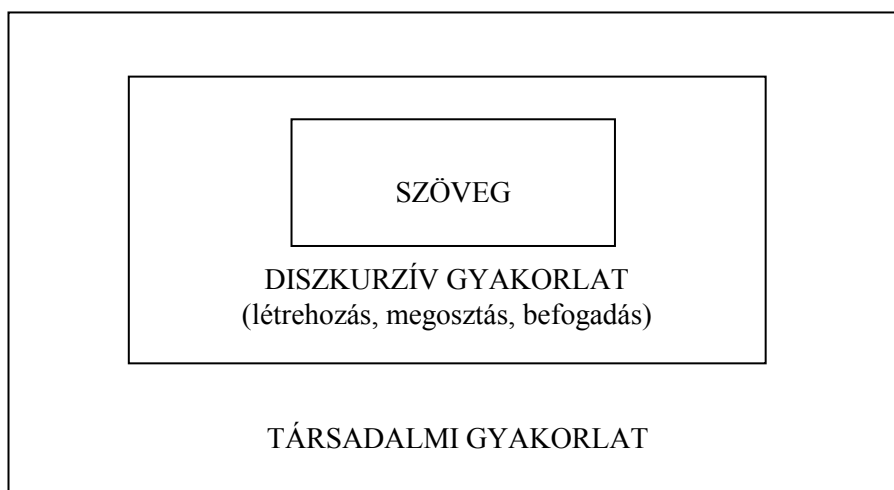 SZÖVEG
DISZKURZÍV GYAKORLAT
(létrehozás, megosztás, befogadás)
TÁRSADALMI GYAKORLAT